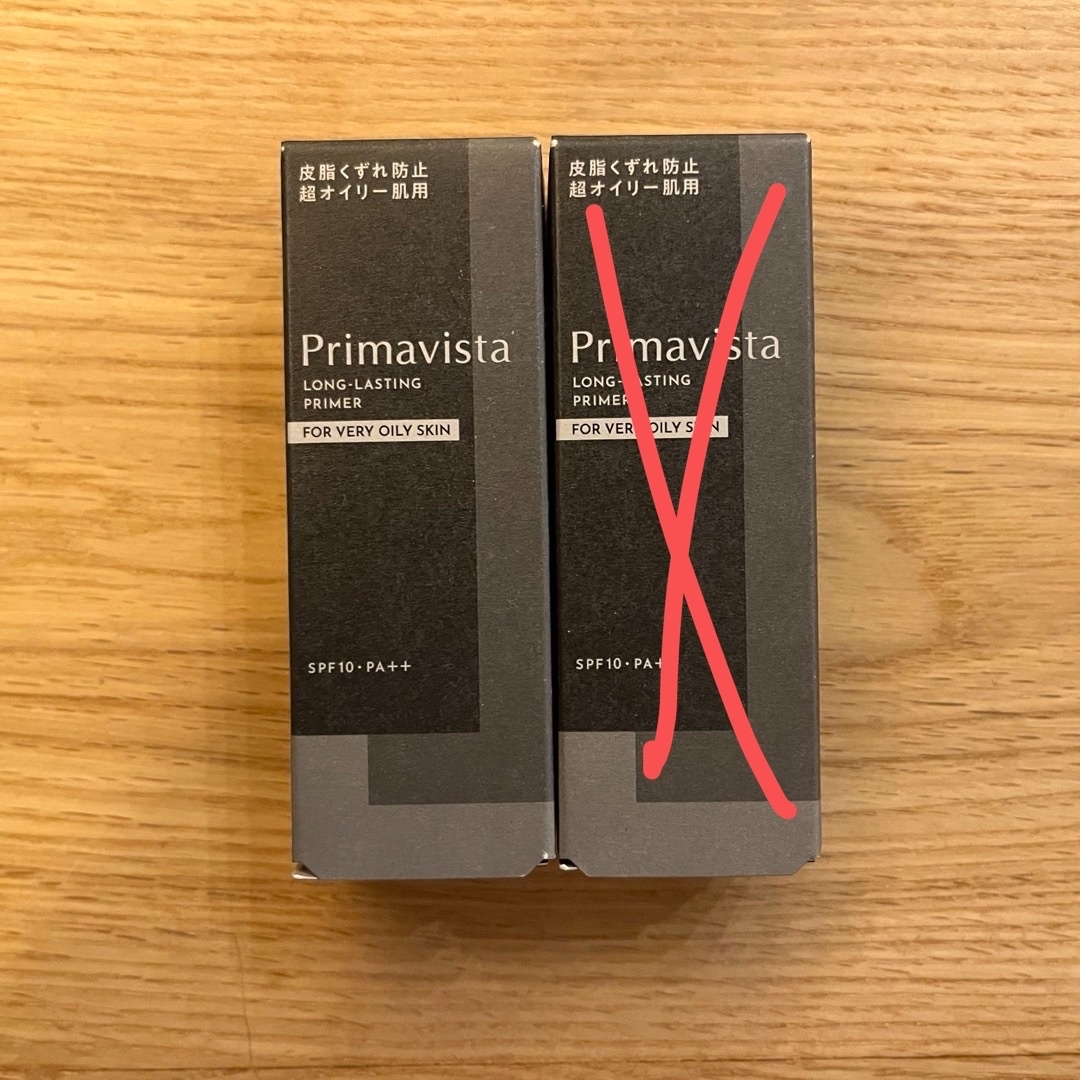 皮脂くずれ防止
超オイリー肌用
Primavista
LONG-LASTING
PRIMER
FOR VERY OILY SKIN
SPF10・PA++
皮脂くずれ防止
超オイリー肌用
Primavista
LONG-LASTING
PRIMER
FOR VERY OILY SKIN
SPF10・PA++